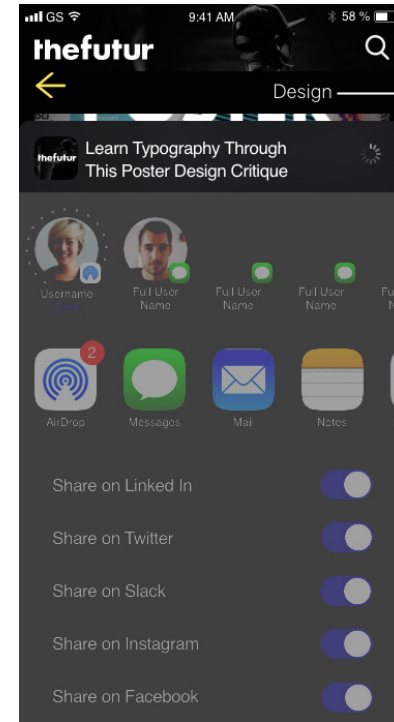 GS 9:41 AM 58 %
thefutur
Design
thefutur
Learn Typography Through
This Poster Design Critique
Username
Full User
Name
Full User
Name
Full User
Name
2
AirDrop
Messages
Mail
Notes
Share on Linked In
Share on Twitter
Share on Slack
Share on Instagram
Share on Facebook